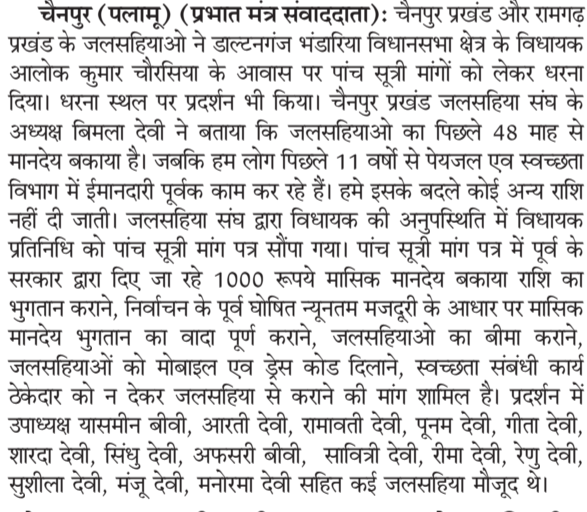 चैनपुर (पलामू) (प्रभात मंत्र संवाददाता): चैनपुर प्रखंड और रामगढ़
प्रखंड के जलसहियाओ ने डाल्टनगंज भंडारिया विधानसभा क्षेत्र के विधायक
आलोक कुमार चौरसिया के आवास पर पांच सूत्री मांगों को लेकर धरना
दिया। धरना स्थल पर प्रदर्शन भी किया। चैनपुर प्रखंड जलसहिया संघ के
अध्यक्ष बिमला देवी ने बताया कि जलसहियाओ का पिछले 48 माह से
मानदेय बकाया है। जबकि हम लोग पिछले 11 वर्षो से पेयजल एव स्वच्छता
विभाग में ईमानदारी पूर्वक काम कर रहे हैं। हमे इसके बदले कोई अन्य राशि
नहीं दी जाती। जलसहिया संघ द्वारा विधायक की अनुपस्थिति में विधायक
प्रतिनिधि को पांच सूत्री मांग पत्र सौंपा गया। पांच सूत्री मांग पत्र में पूर्व के
सरकार द्वारा दिए जा रहे 1000 रूपये मासिक मानदेय बकाया राशि का
भुगतान कराने, निर्वाचन के पूर्व घोषित न्यूनतम मजदूरी के आधार पर मासिक
मानदेय भुगतान का वादा पूर्ण कराने, जलसहियाओ का बीमा कराने,
जलसहियाओं को मोबाइल एव ड्रेस कोड दिलाने, स्वच्छता संबंधी कार्य
ठेकेदार को न देकर जलसहिया से कराने की मांग शामिल है। प्रदर्शन में
उपाध्यक्ष यासमीन बीवी, आरती देवी, रामावती देवी, पूनम देवी, गीता देवी,
शारदा देवी, सिंधु देवी, अफसरी बीवी, सावित्री देवी, रीमा देवी, रेणु देवी,
सुशीला देवी, मंजू देवी, मनोरमा देवी सहित कई जलसहिया मौजूद थे।